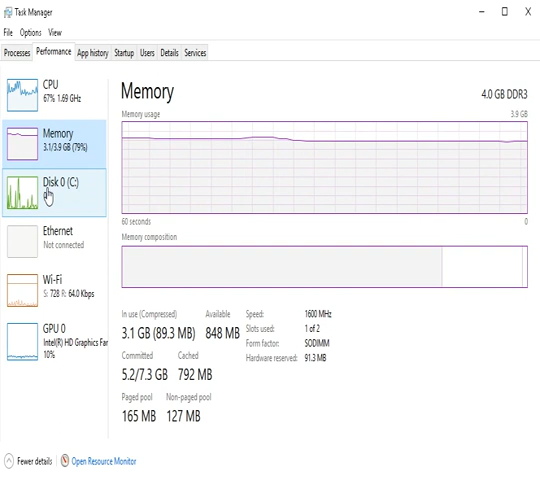 Task Manager
File Options View
Processes Performance App history Startup Users Details Services
CPU
67% 1.69 GHz
Memory
3.1/3.9 GB (79%)
Disk 0 (C:)
Ethernet
Not connected
Wi-Fi
S: 728 R: 64.0 Kbps
GPU 0
Intel(R) HD Graphics Far
10%
Memory 4.0 GB DDR3
Memory usage 3.9 GB
60 seconds 0
Memory composition
In use (Compressed) Available
3.1 GB (89.3 MB) 848 MB
Committed Cached
5.2/7.3 GB 792 MB
Paged pool Non-paged pool
165 MB 127 MB
Speed: 1600 MHz
Slots used: 1 of 2
Form factor: SODIMM
Hardware reserved: 91.3 MB
Fewer details Open Resource Monitor